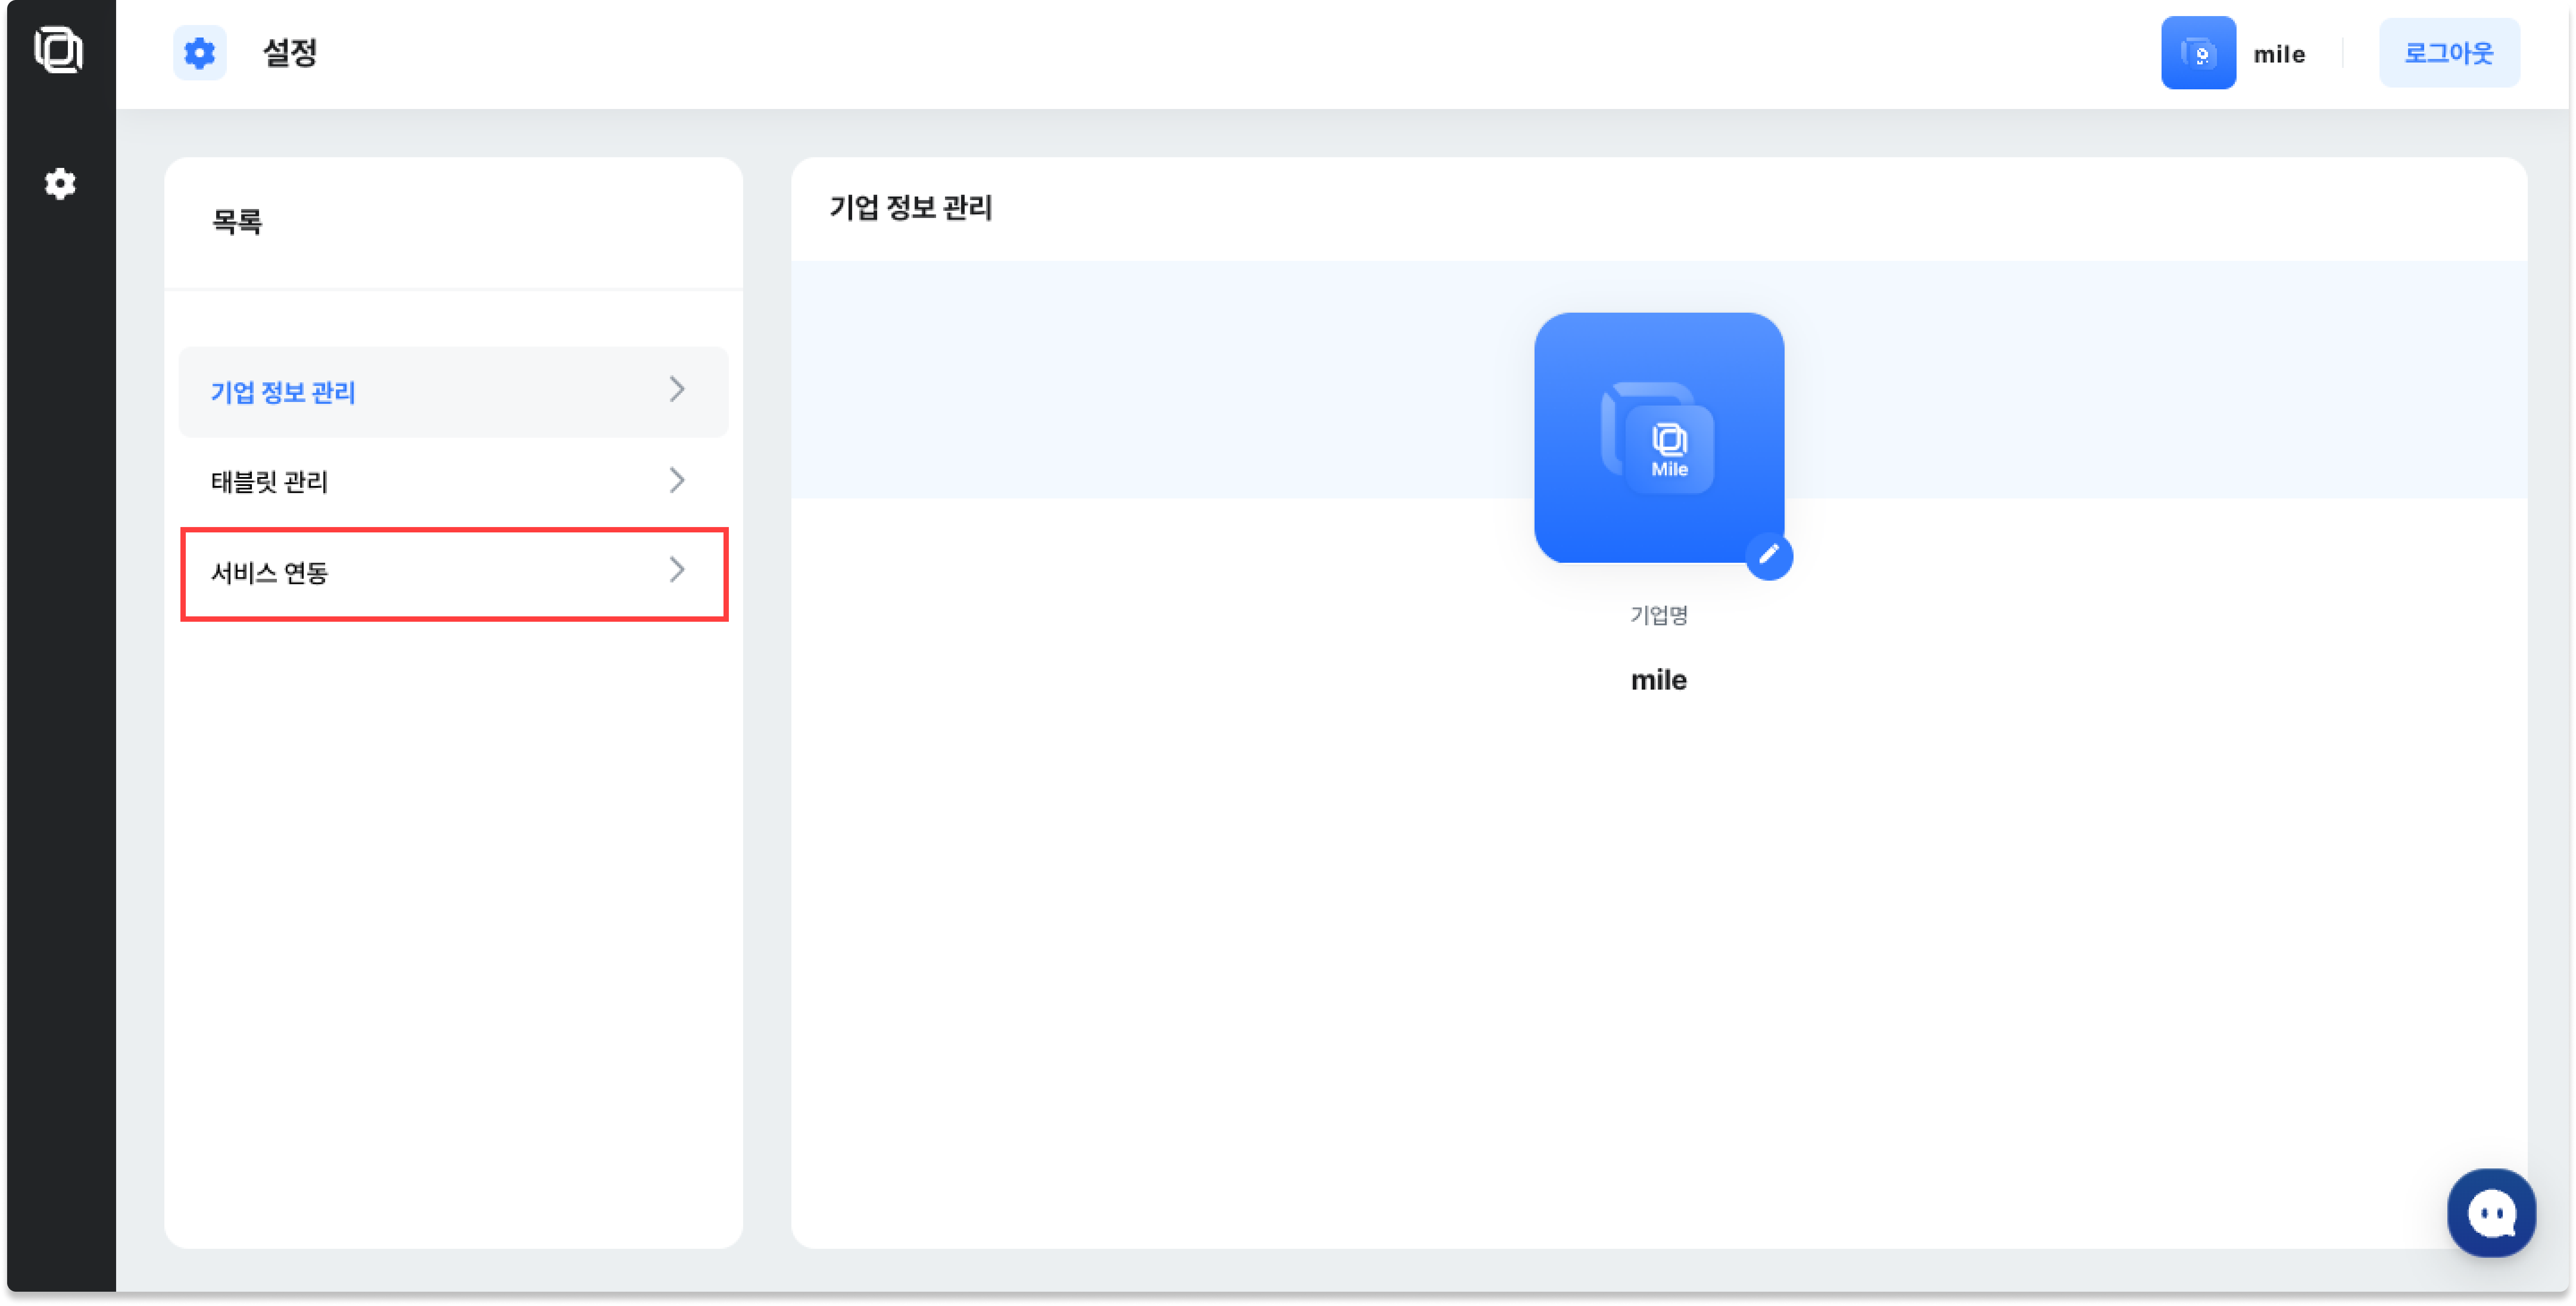 설정
mile
로그아웃
목록
기업 정보 관리
태블릿 관리
서비스 연동
기업 정보 관리
Mile
기업명
mile